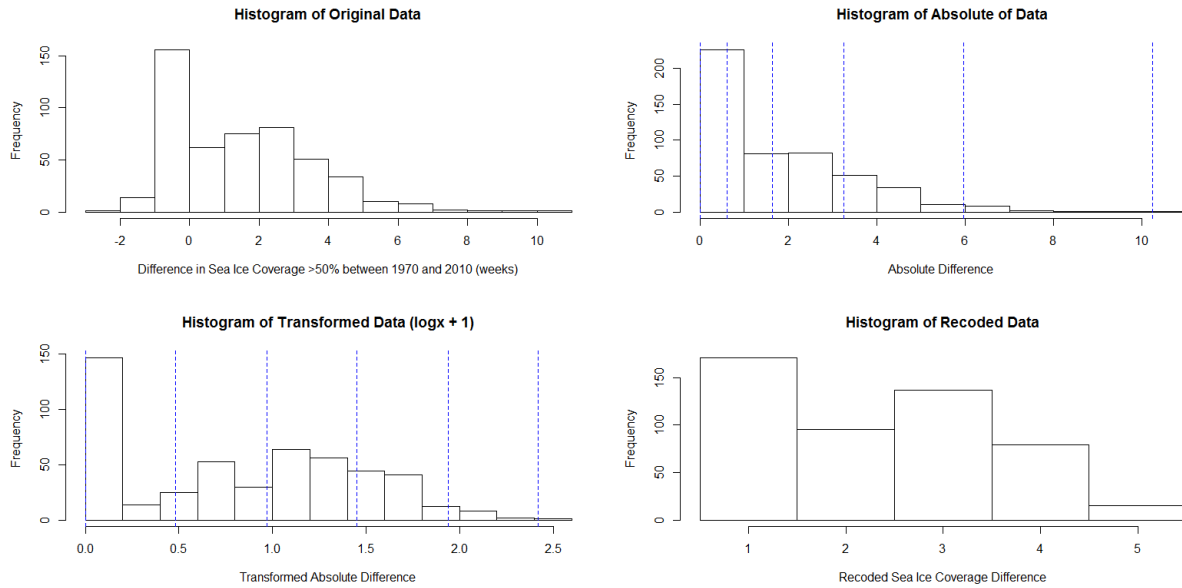 Histogram of Original Data
Frequency
150
100
50
0
-2 0 2 4 6 8 10
Difference in Sea Ice Coverage >50% between 1970 and 2010 (weeks)
Histogram of Absolute of Data
Frequency
200
150
100
50
0
0 2 4 6 8 10
Absolute Difference
Histogram of Transformed Data (logx + 1)
Frequency
150
100
50
0
0.0 0.5 1.0 1.5 2.0 2.5
Transformed Absolute Difference
Histogram of Recoded Data
Frequency
150
100
50
0
1 2 3 4 5
Recoded Sea Ice Coverage Difference